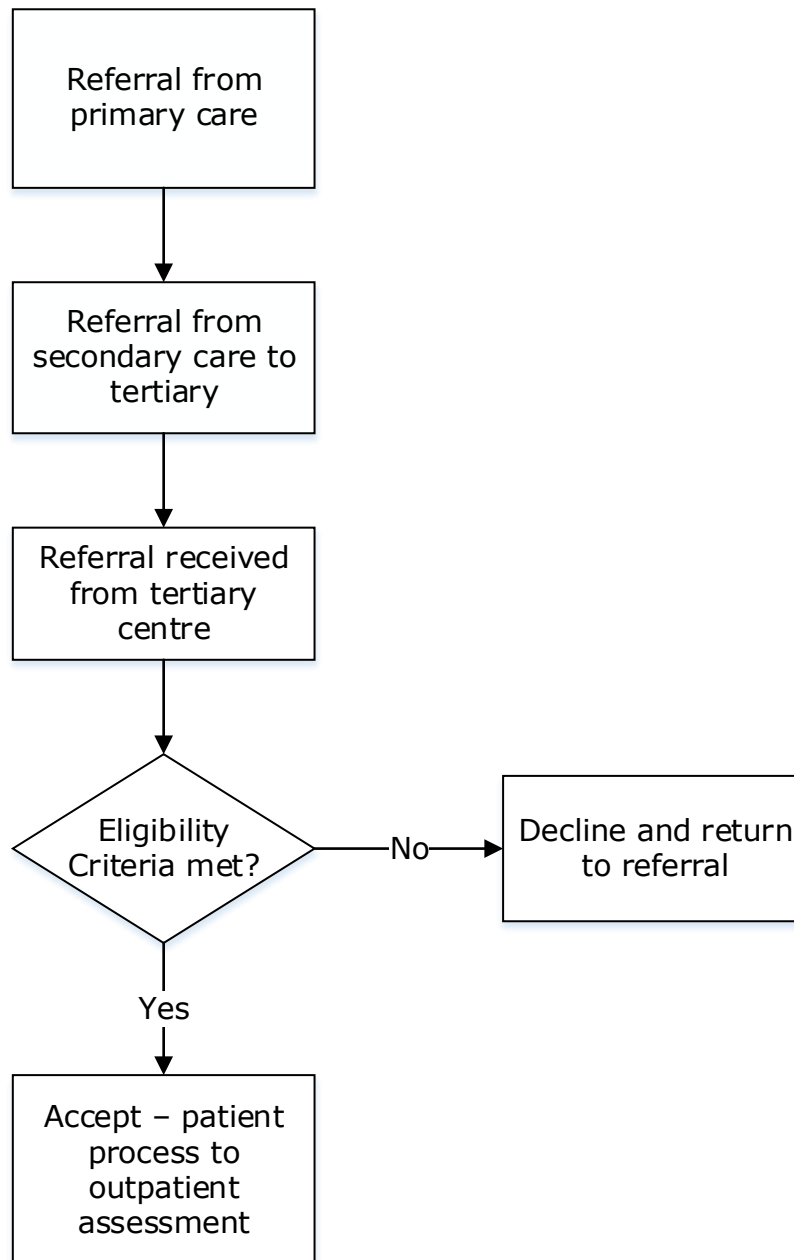 Referral from
primary care
Referral from
secondary care to
tertiary
Referral received
from tertiary
centre
Eligibility
Criteria met?
No
Decline and return
to referral
Yes
Accept – patient
process to
outpatient
assessment